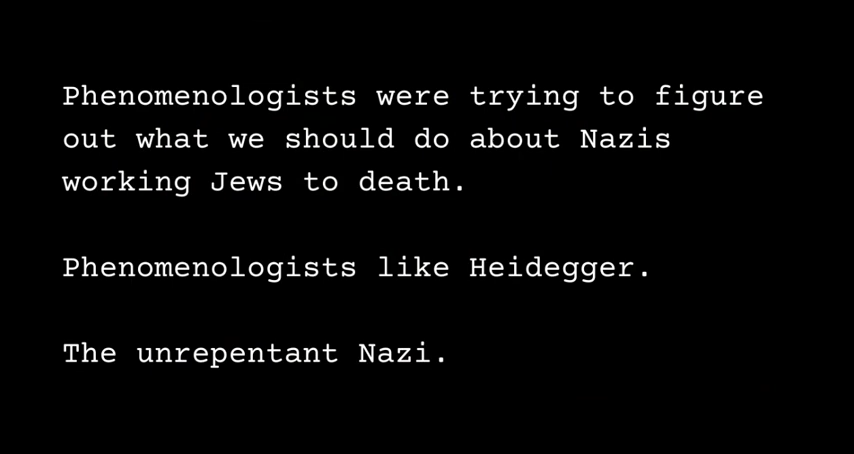 Phenomenologists were trying to figure
out what we should do about Nazis
working Jews to death.
Phenomenologists like Heidegger.
The unrepentant Nazi.